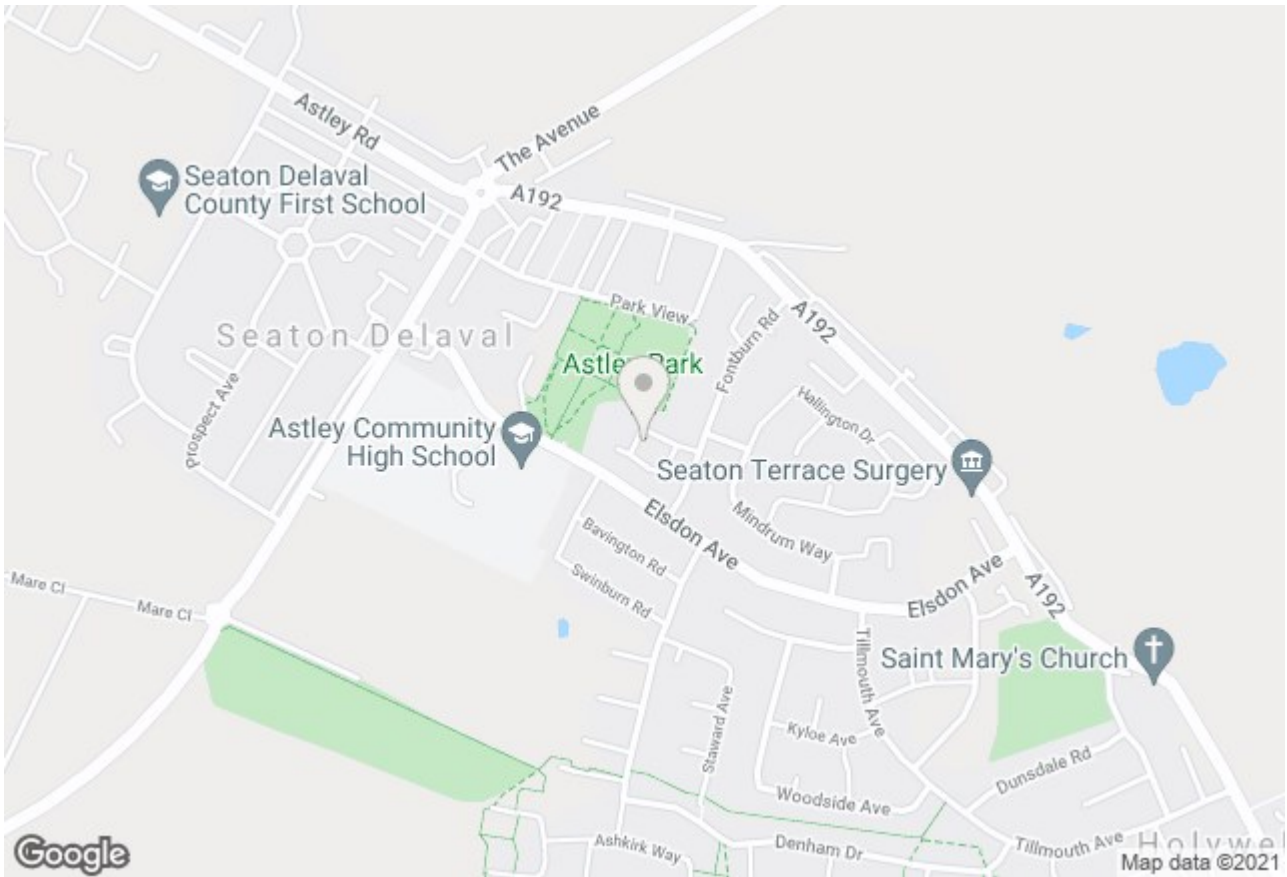 Astley Rd
The Avenue
Seaton Delaval
County First School
A192
Park View
Seaton Delaval
A192
Fontburn Rd
Astley Park
Prospect Ave
Hallington Dr
Astley Community
High School
Seaton Terrace Surgery
Elsdon Ave
Mindrum Way
Bavington Rd
Swinburn Rd
Mare Cl
Mare Cl
Elsdon Ave
A192
Tillmouth Ave
Saint Mary's Church
Staward Ave
Kyloe Ave
Dunsdale Rd
Woodside Ave
Ashkirk Way
Denham Dr
Tillmouth Ave
Holywel
Google
Map data ©2021